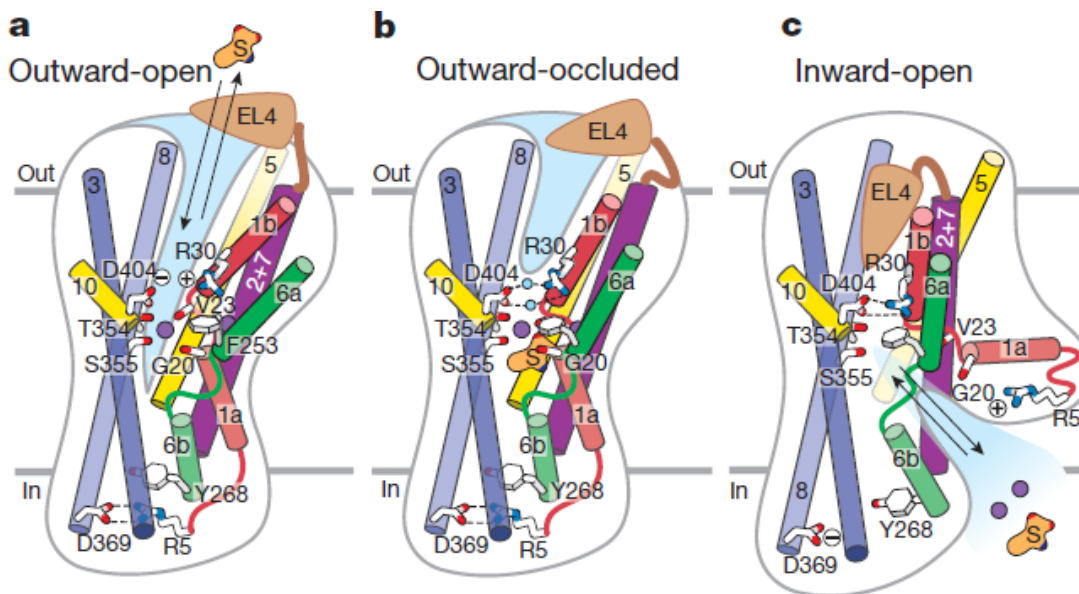 a
Outward-open
S
EL4
Out
3
8
5
1b
R30
D404
−
+
2+7
10
V23
6a
T354
F253
S355
G20
1a
6b
In
Y268
D369
R5
b
Outward-occluded
EL4
Out
3
8
5
1b
R30
D404
2+7
10
6a
T354
S
G20
S355
1a
6b
In
Y268
D369
R5
c
Inward-open
Out
3
EL4
5
1b
2+7
R30
D404
6a
10
V23
T354
1a
S355
G20
+
R5
6b
In
8
Y268
S
D369
−